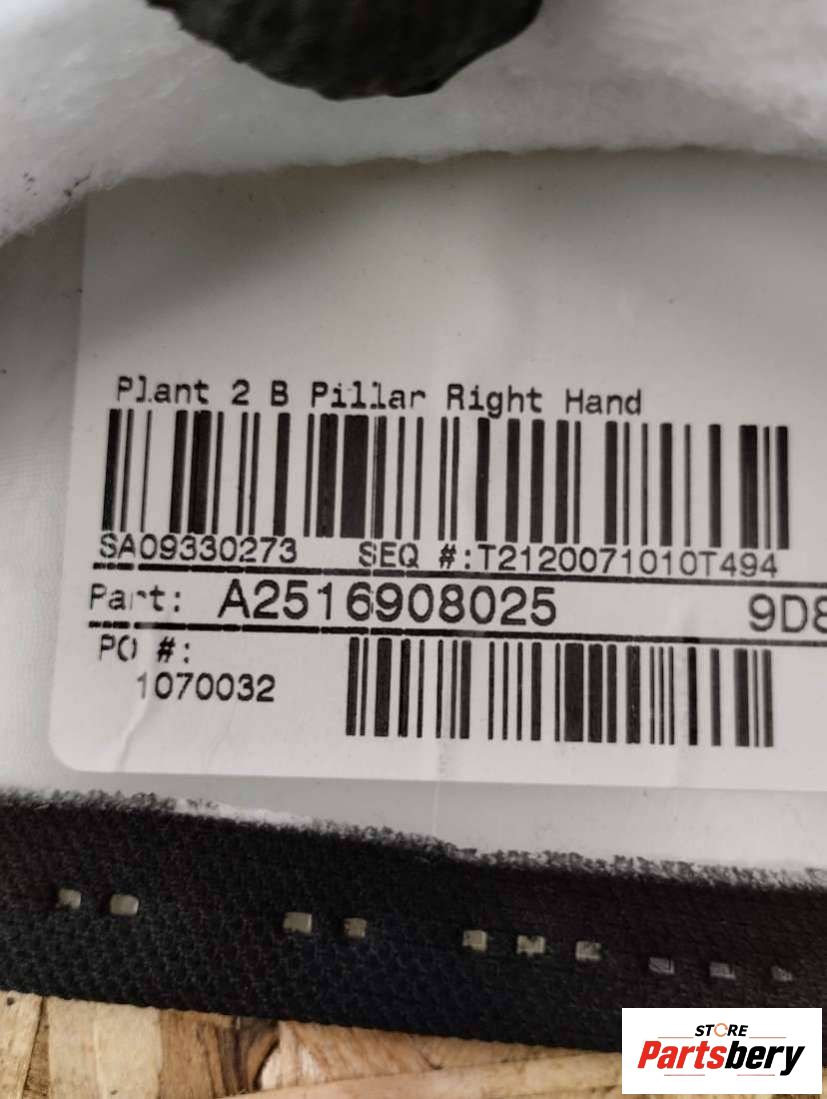 Plant 2 B Pillar Right Hand
SA09330273 SEQ #:T2120071010T494
Part: A2516908025 9D8
PO #:
1070032
STORE
Partsbery